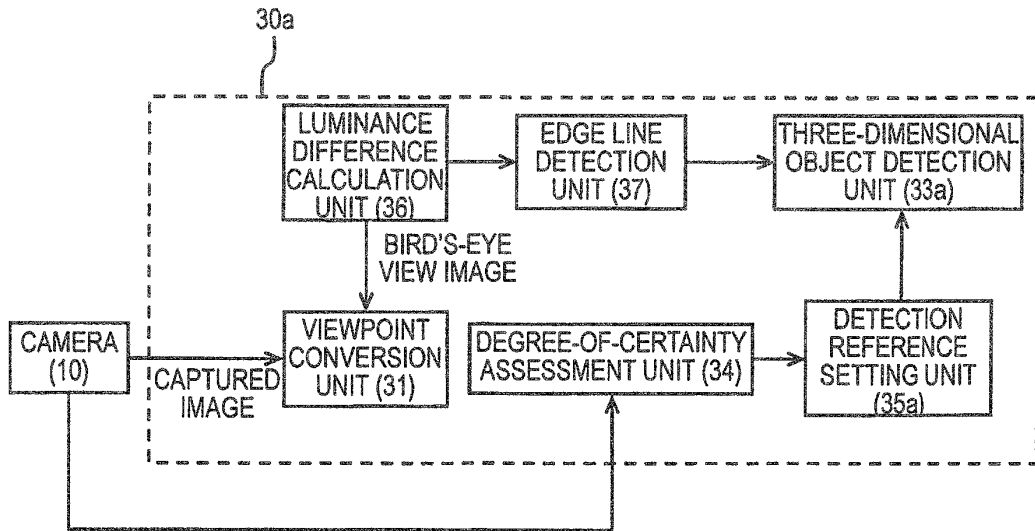 30a
LUMINANCE
DIFFERENCE
CALCULATION
UNIT (36)
EDGE LINE
DETECTION
UNIT (37)
THREE-DIMENSIONAL
OBJECT DETECTION
UNIT (33a)
BIRD'S-EYE
VIEW IMAGE
CAMERA
(10)
CAPTURED
IMAGE
VIEWPOINT
CONVERSION
UNIT (31)
DEGREE-OF-CERTAINTY
ASSESSMENT UNIT (34)
DETECTION
REFERENCE
SETTING UNIT
(35a)